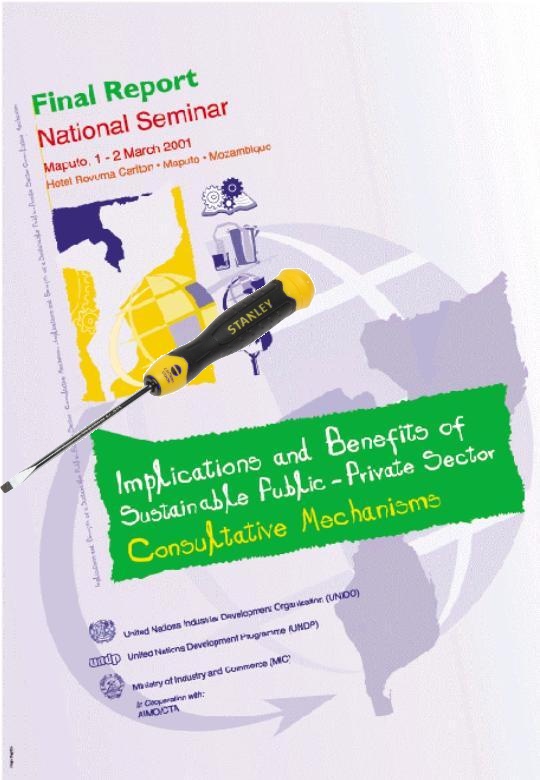 Final Report
National Seminar
Maputo, 1 - 2 March 2001
Hotel Rovuma Carlton • Maputo • Mozambique
STANLEY
Implications and Benefits of
Sustainable Public - Private Sector
Consultative Mechanisms
United Nations Industrial Development Organization (UNIDO)
undp United Nations Development Programme (UNDP)
Ministry of Industry and Commerce (MIC)
In Cooperation with:
AIMO/CTA